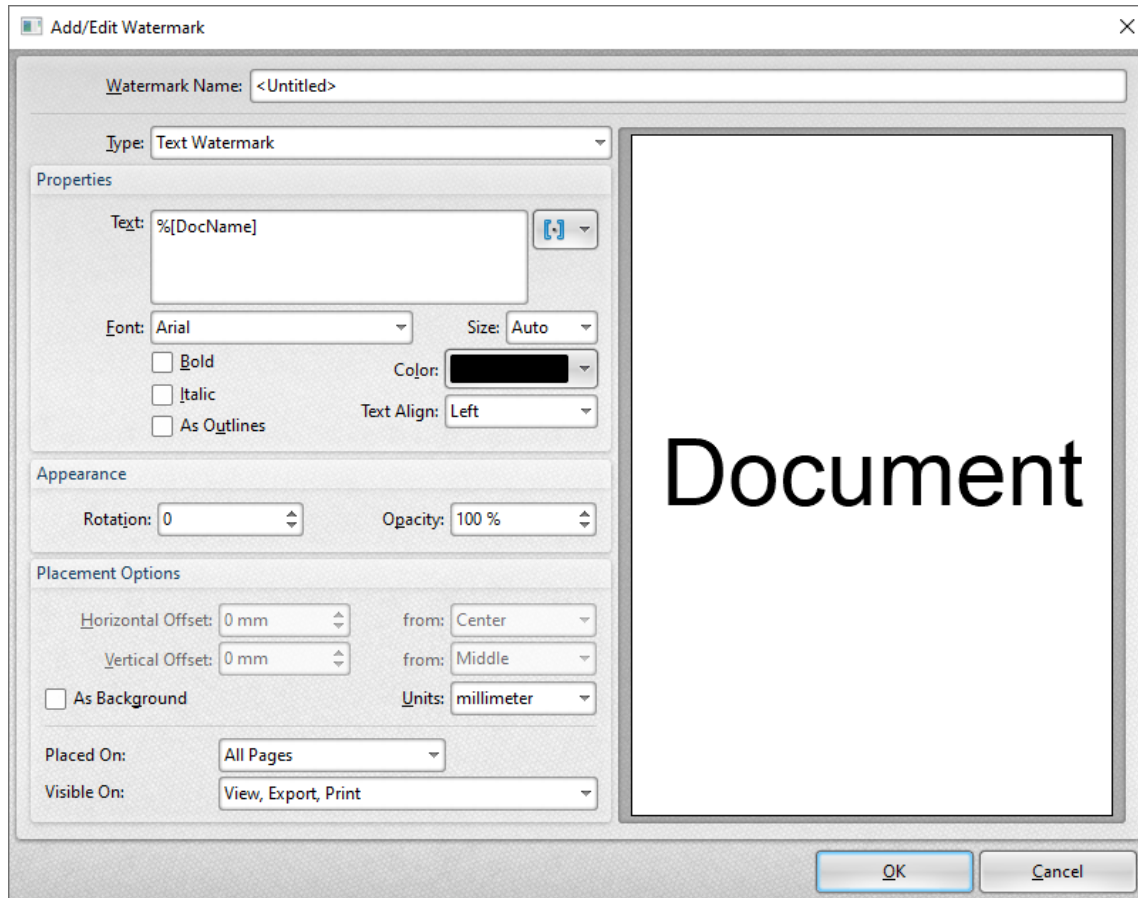 Add/Edit Watermark
Watermark Name: <Untitled>
Type: Text Watermark
Properties
Text: %[DocName]
Font: Arial Size: Auto
Bold
Color:
Italic
Text Align: Left
As Outlines
Appearance
Rotation: 0 Opacity: 100 %
Placement Options
Horizontal Offset: 0 mm from: Center
Vertical Offset: 0 mm from: Middle
As Background Units: millimeter
Placed On: All Pages
Visible On: View, Export, Print
Document
OK Cancel